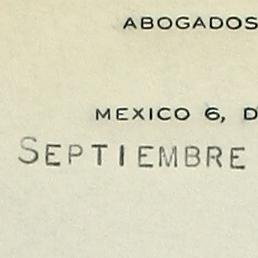 ABOGADOS
MEXICO 6, D
SEPTIEMBRE